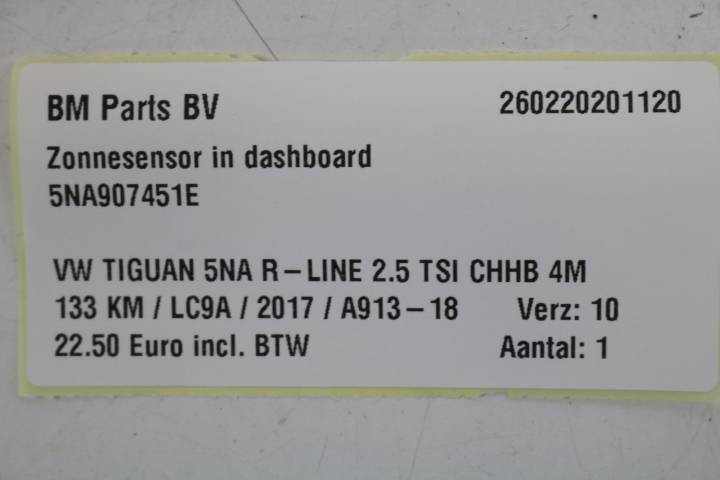 BM Parts BV 260220201120
Zonnesensor in dashboard
5NA907451E
VW TIGUAN 5NA R-LINE 2.5 TSI CHHB 4M
133 KM / LC9A / 2017 / A913-18 Verz: 10
22.50 Euro incl. BTW Aantal: 1